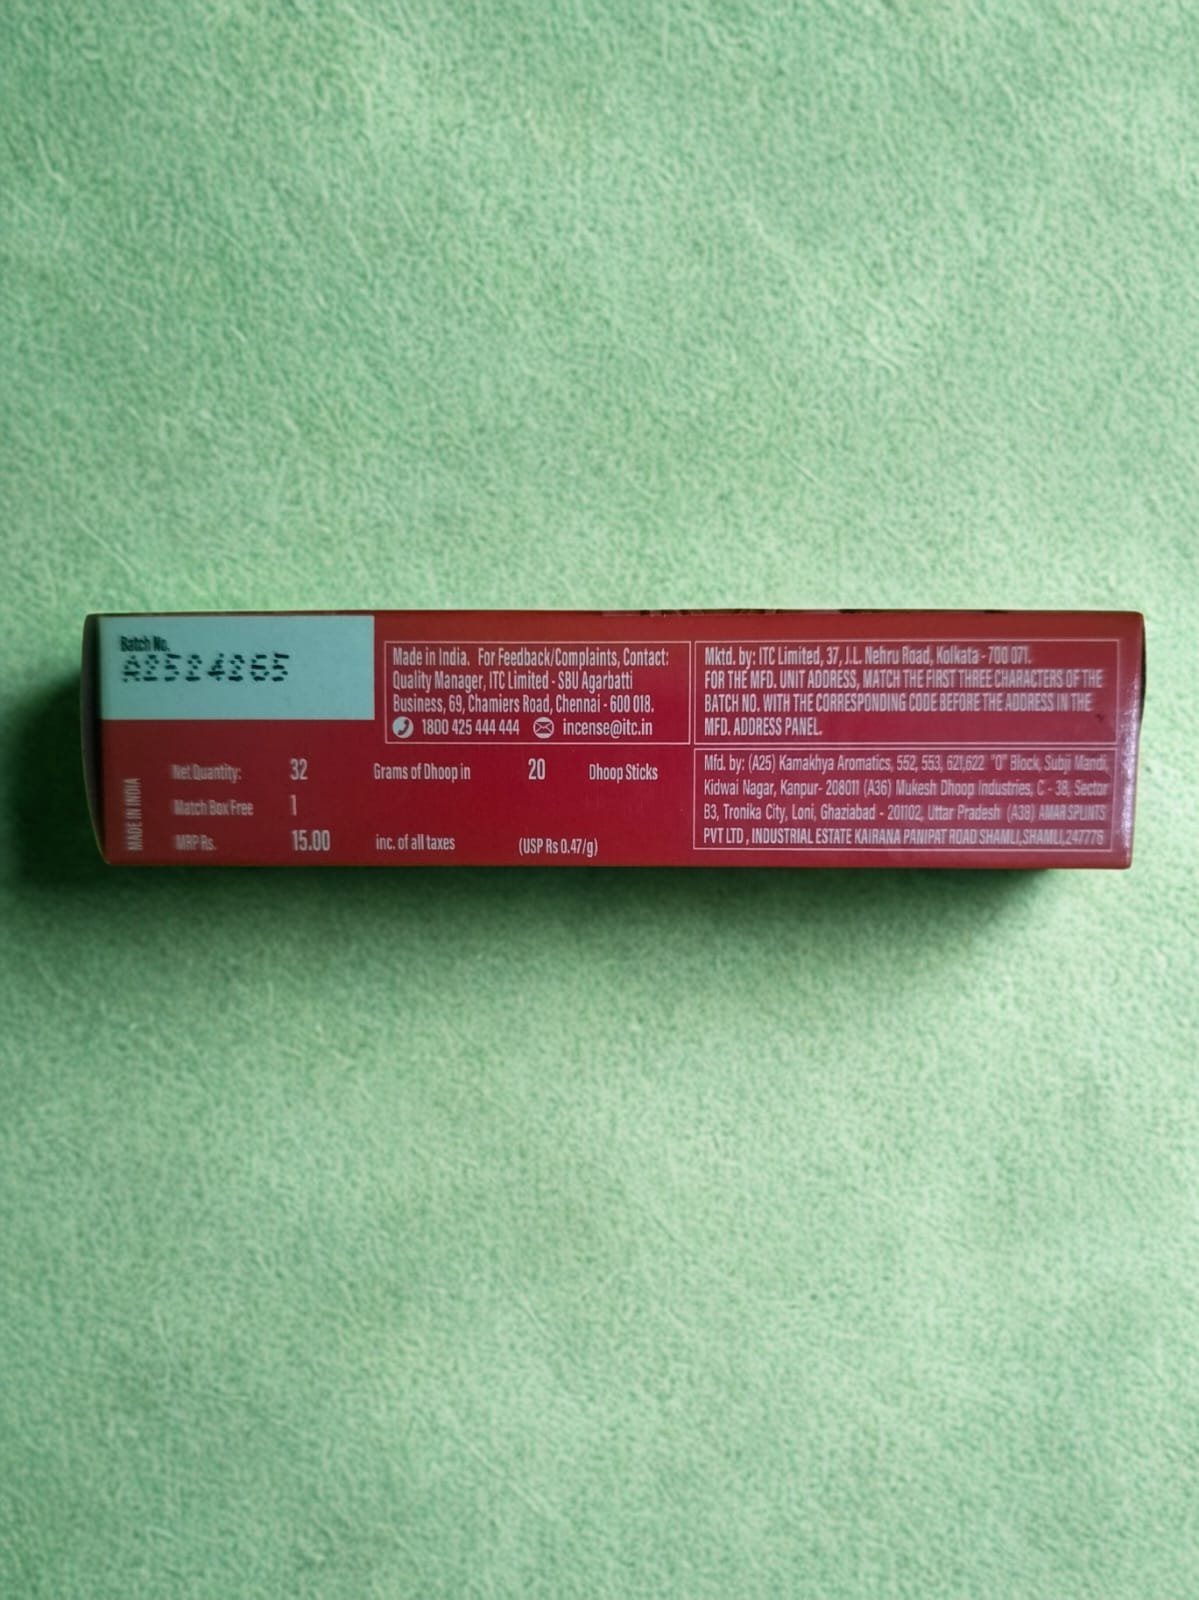 Batch No.
A2524265
Made in India. For Feedback/Complaints, Contact:
Quality Manager, ITC Limited - SBU Agarbatti
Business, 69, Chamiers Road, Chennai - 600 018.
1800 425 444 444 incense@itc.in
Mktd. by: ITC Limited, 37, J.L. Nehru Road, Kolkata - 700 071.
FOR THE MFD. UNIT ADDRESS, MATCH THE FIRST THREE CHARACTERS OF THE
BATCH NO. WITH THE CORRESPONDING CODE BEFORE THE ADDRESS IN THE
MFD. ADDRESS PANEL.
MADE IN INDIA
Net Quantity: 32 Grams of Dhoop in 20 Dhoop Sticks
Match Box Free 1
MRP Rs. 15.00 inc. of all taxes (USP Rs 0.47/g)
Mfd. by: (A25) Kamakhya Aromatics, 552, 553, 621,622 "O" Block, Subji Mandi,
Kidwai Nagar, Kanpur- 208011 (A36) Mukesh Dhoop Industries, C - 38, Sector
B3, Tronika City, Loni, Ghaziabad - 201102, Uttar Pradesh (A38) AMAR SPLINTS
PVT LTD , INDUSTRIAL ESTATE KAIRANA PANIPAT ROAD SHAMLI,SHAMLI,247776